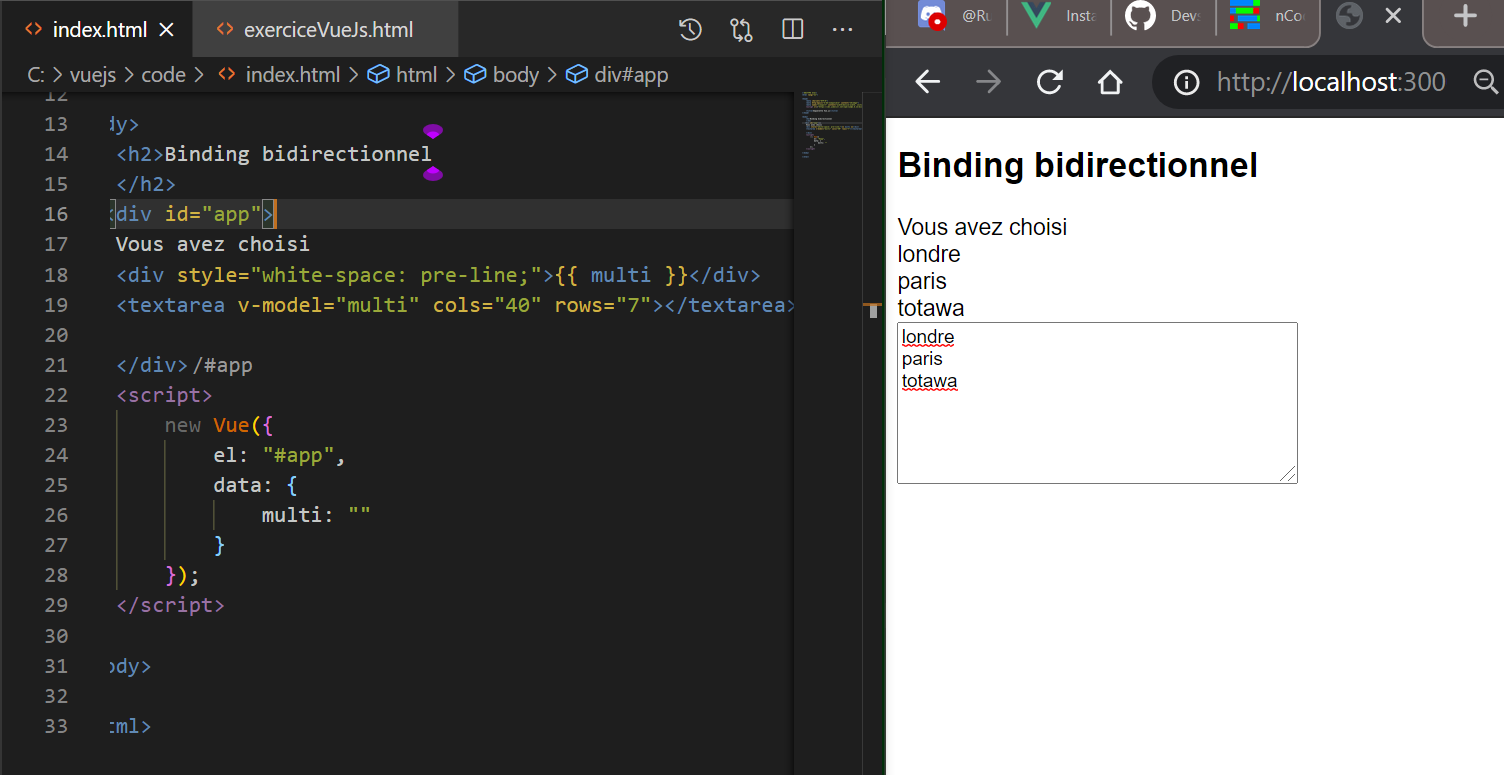 index.html
exerciceVueJs.html
C: > vuejs > code > index.html > html > body > div#app
12
13 dy>
14 <h2>Binding bidirectionnel
15 </h2>
16 <div id="app">
17 Vous avez choisi
18 <div style="white-space: pre-line;">{{ multi }}</div>
19 <textarea v-model="multi" cols="40" rows="7"></textarea>
20
21 </div>/#app
22 <script>
23 new Vue({
24 el: "#app",
25 data: {
26 multi: ""
27 }
28 });
29 </script>
30
31 ody>
32
33 tml>
@Ru
Insta
Devs
nCo
http://localhost:300
Binding bidirectionnel
Vous avez choisi
londre
paris
totawa
londre
paris
totawa